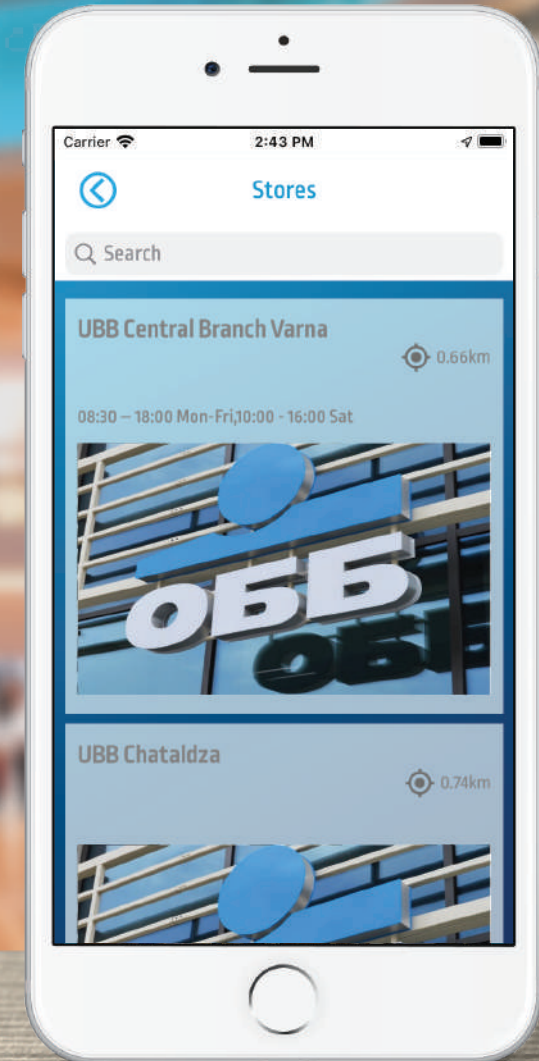 Carrier 2:43 PM
Stores
Search
UBB Central Branch Varna
0.66km
08:30 – 18:00 Mon-Fri,10:00 - 16:00 Sat
ОББ
ОББ
UBB Chataldza
0.74km